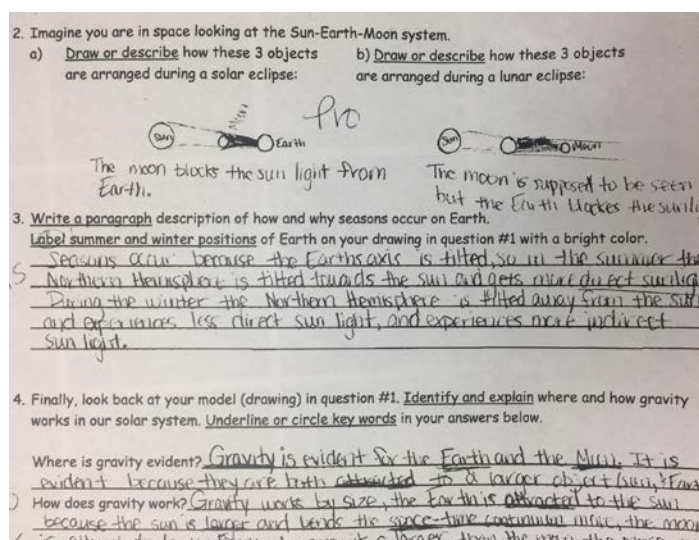 2. Imagine you are in space looking at the Sun-Earth-Moon system.
a) Draw or describe how these 3 objects are arranged during a solar eclipse:
b) Draw or describe how these 3 objects are arranged during a lunar eclipse:
Pro
Sun
Moon
Earth
The moon blocks the sun light from
Earth.
Sun
Moon
The moon is supposed to be seen
but the Earth blockes the sunli
3. Write a paragraph description of how and why seasons occur on Earth.
Label summer and winter positions of Earth on your drawing in question #1 with a bright color.
Seasons occur because the Earths axis is tilted, so in the summer th
Northern Hemisphere is tilted towards the sun and gets more direct sunlig
During the winter the Northern Hemisphere is tilted away from the sun
and experiences less direct sun light, and experiences more indirect
sun light.
4. Finally, look back at your model (drawing) in question #1. Identify and explain where and how gravity
works in our solar system. Underline or circle key words in your answers below.
Where is gravity evident? Gravity is evident for the Earth and the Moon. It is
evident because they are both attracted to a larger object (sun,
How does gravity work? Gravity works by size, the Earth is attracted to the sun
because the sun is larger and bends the space-time continuum more, the moon